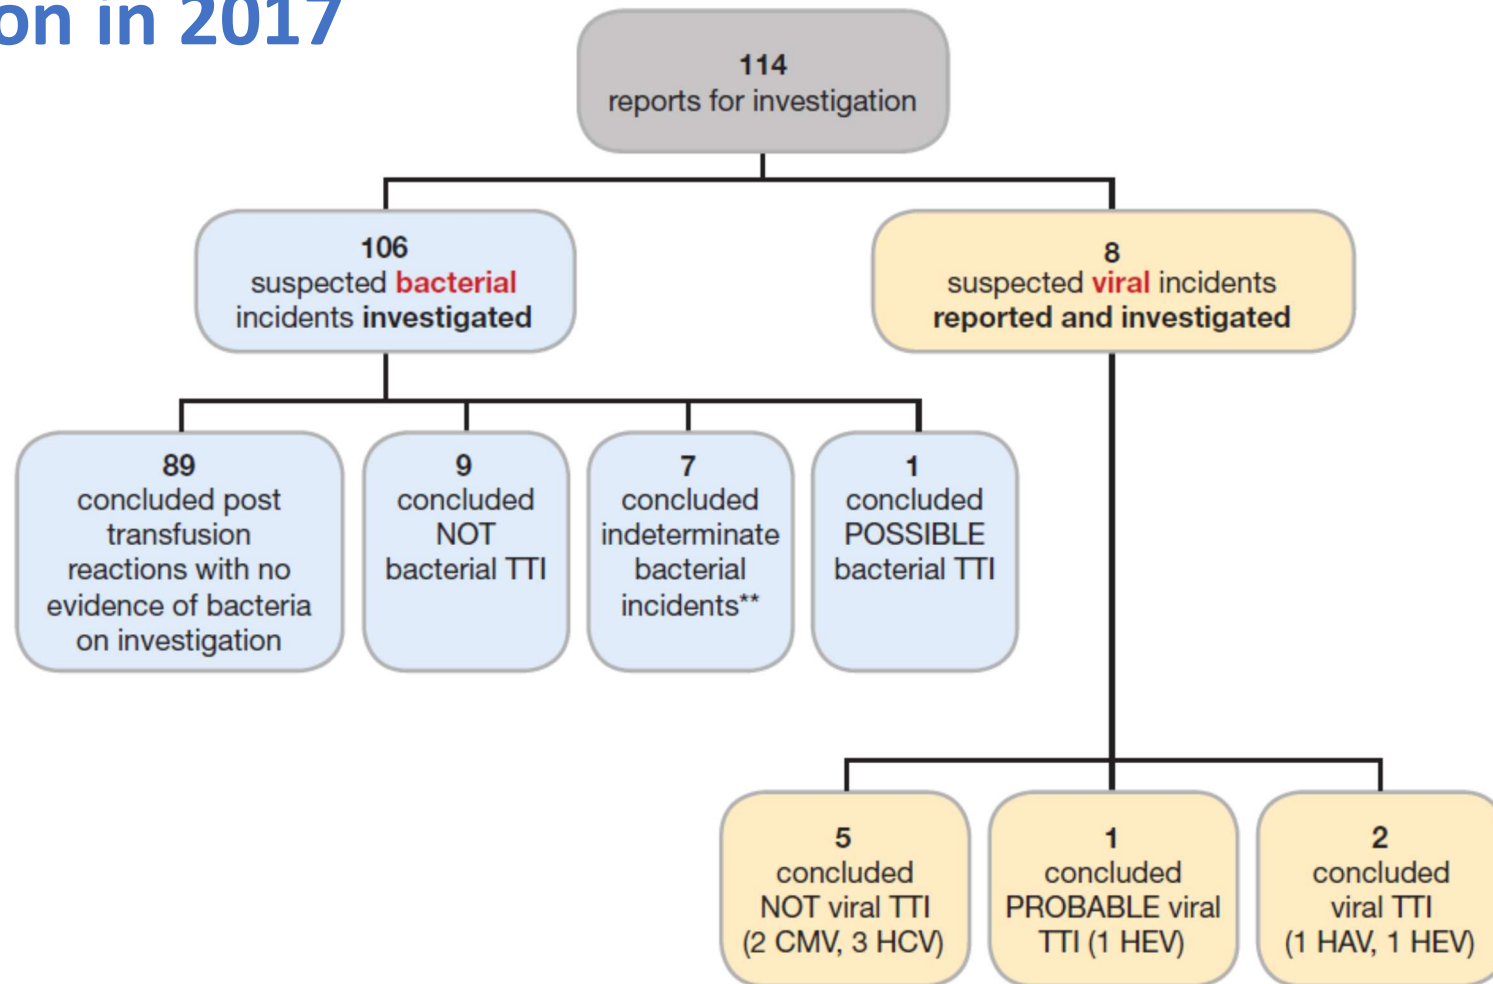 on in 2017
114
reports for investigation
106
suspected bacterial
incidents investigated
8
suspected viral incidents
reported and investigated
89
concluded post
transfusion
reactions with no
evidence of bacteria
on investigation
9
concluded
NOT
bacterial TTI
7
concluded
indeterminate
bacterial
incidents**
1
concluded
POSSIBLE
bacterial TTI
5
concluded
NOT viral TTI
(2 CMV, 3 HCV)
1
concluded
PROBABLE viral
TTI (1 HEV)
2
concluded
viral TTI
(1 HAV, 1 HEV)